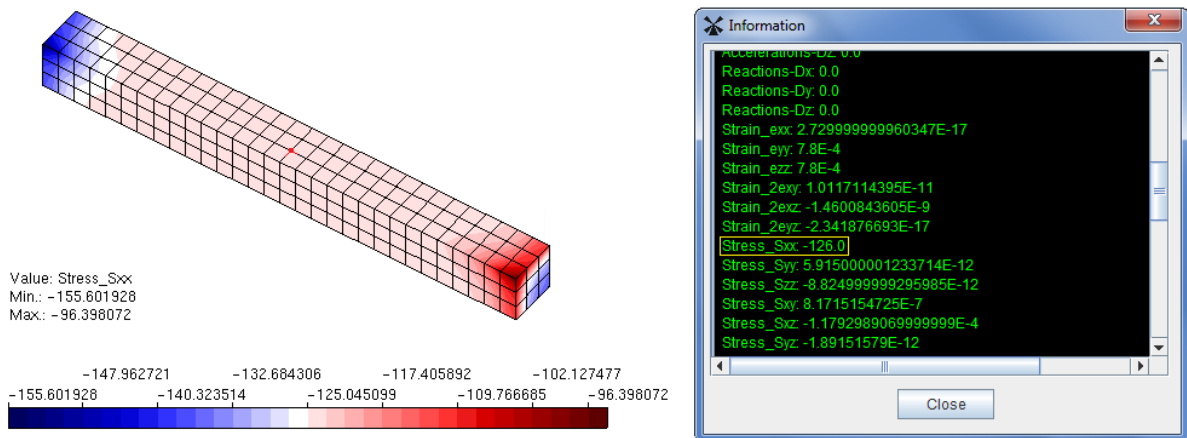 Value: Stress_Sxx
Min.: -155.601928
Max.: -96.398072
-147.962721 -132.684306 -117.405892 -102.127477
-155.601928 -140.323514 -125.045099 -109.766685 -96.398072
Information
Accelerations-Dz 0.0
Reactions-Dx: 0.0
Reactions-Dy: 0.0
Reactions-Dz: 0.0
Strain_exx: 2.729999999960347E-17
Strain_eyy: 7.8E-4
Strain_ezz: 7.8E-4
Strain_2exy: 1.0117114395E-11
Strain_2exz: -1.4600843605E-9
Strain_2eyz: -2.341876693E-17
Stress_Sxx: -126.0
Stress_Syy: 5.915000001233714E-12
Stress_Szz: -8.824999999295985E-12
Stress_Sxy: 8.1715154725E-7
Stress_Sxz: -1.1792989069999999E-4
Stress_Syz: -1.89151579E-12
Close